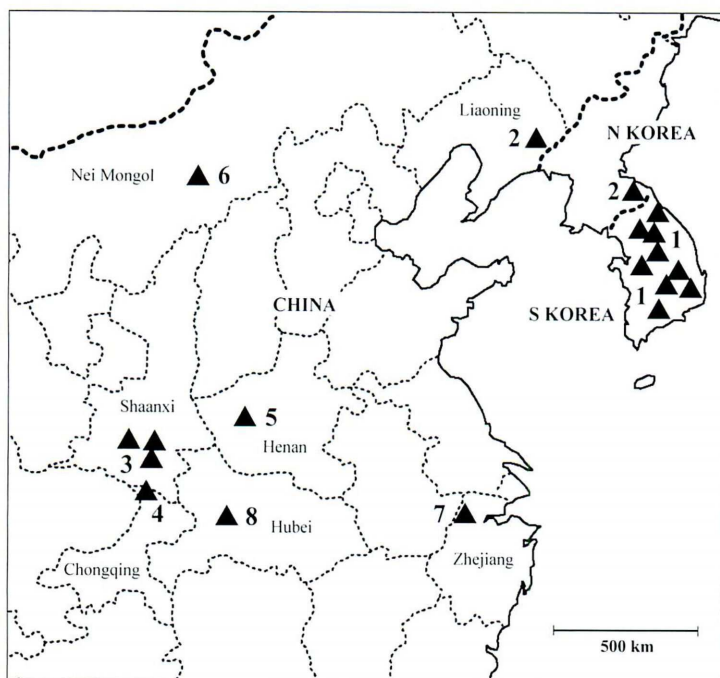 Liaoning
2
N KOREA
Nei Mongol
6
2
1
CHINA
1
S KOREA
Shaanxi
5
Henan
3
4
8
Hubei
7
Chongqing
Zhejiang
500 km